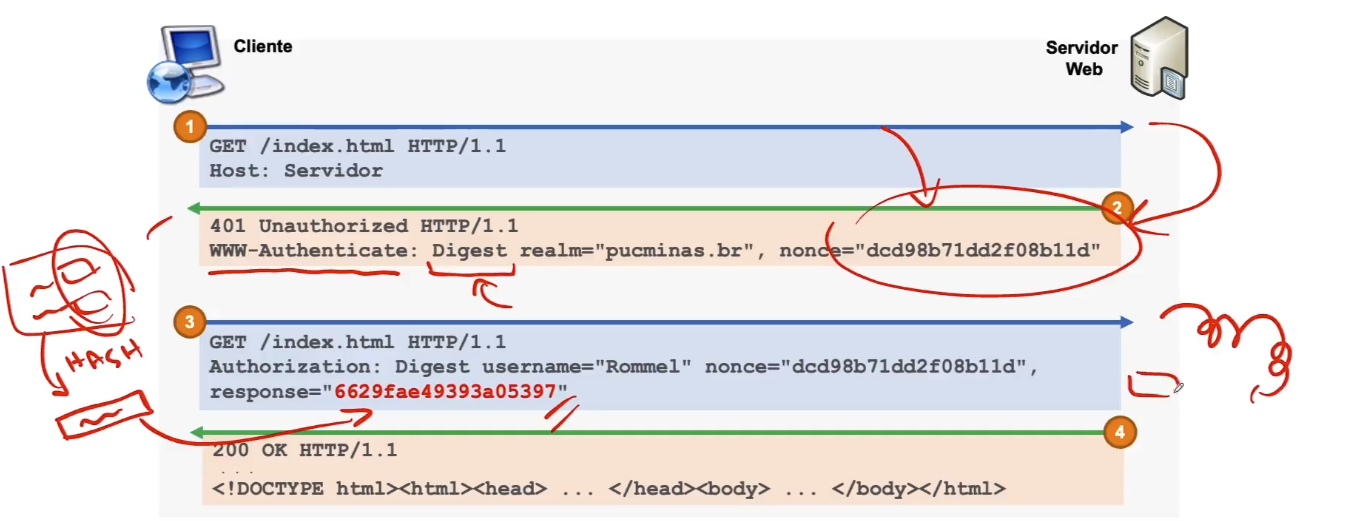 Cliente
Servidor
Web
1
GET /index.html HTTP/1.1
Host: Servidor
2
401 Unauthorized HTTP/1.1
WWW-Authenticate: Digest realm="pucminas.br", nonce="dcd98b71dd2f08b11d"
3
GET /index.html HTTP/1.1
Authorization: Digest username="Rommel" nonce="dcd98b71dd2f08b11d",
response="6629fae49393a05397"
HASH
4
200 OK HTTP/1.1
. . .
<!DOCTYPE html><html><head> ... </head><body> ... </body></html>